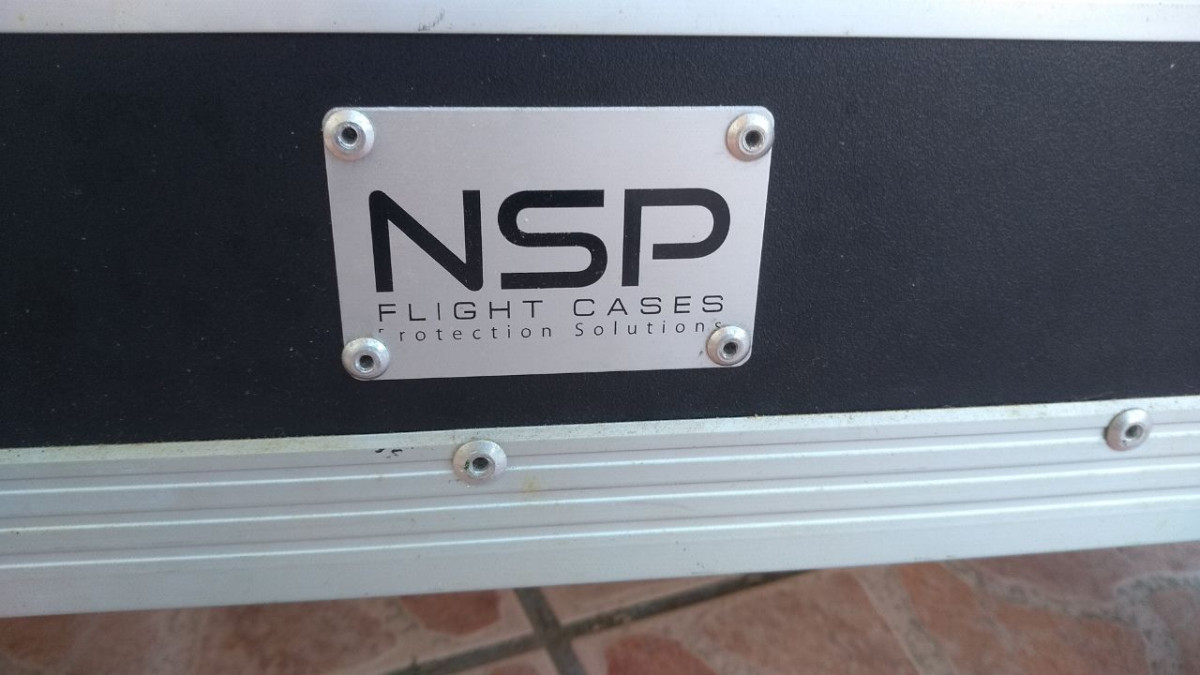 NSP
FLIGHT CASES
Protection Solutions